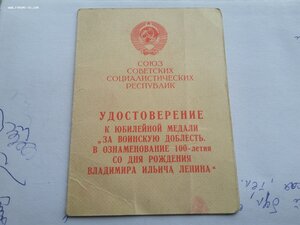 СОЮЗ
СОВЕТСКИХ
СОЦИАЛИСТИЧЕСКИХ
РЕСПУБЛИК
УДОСТОВЕРЕНИЕ
К ЮБИЛЕЙНОЙ МЕДАЛИ
„ЗА ВОИНСКУЮ ДОБЛЕСТЬ.
В ОЗНАМЕНОВАНИЕ 100-летия
СО ДНЯ РОЖДЕНИЯ
ВЛАДИМИРА ИЛЬИЧА ЛЕНИНА“